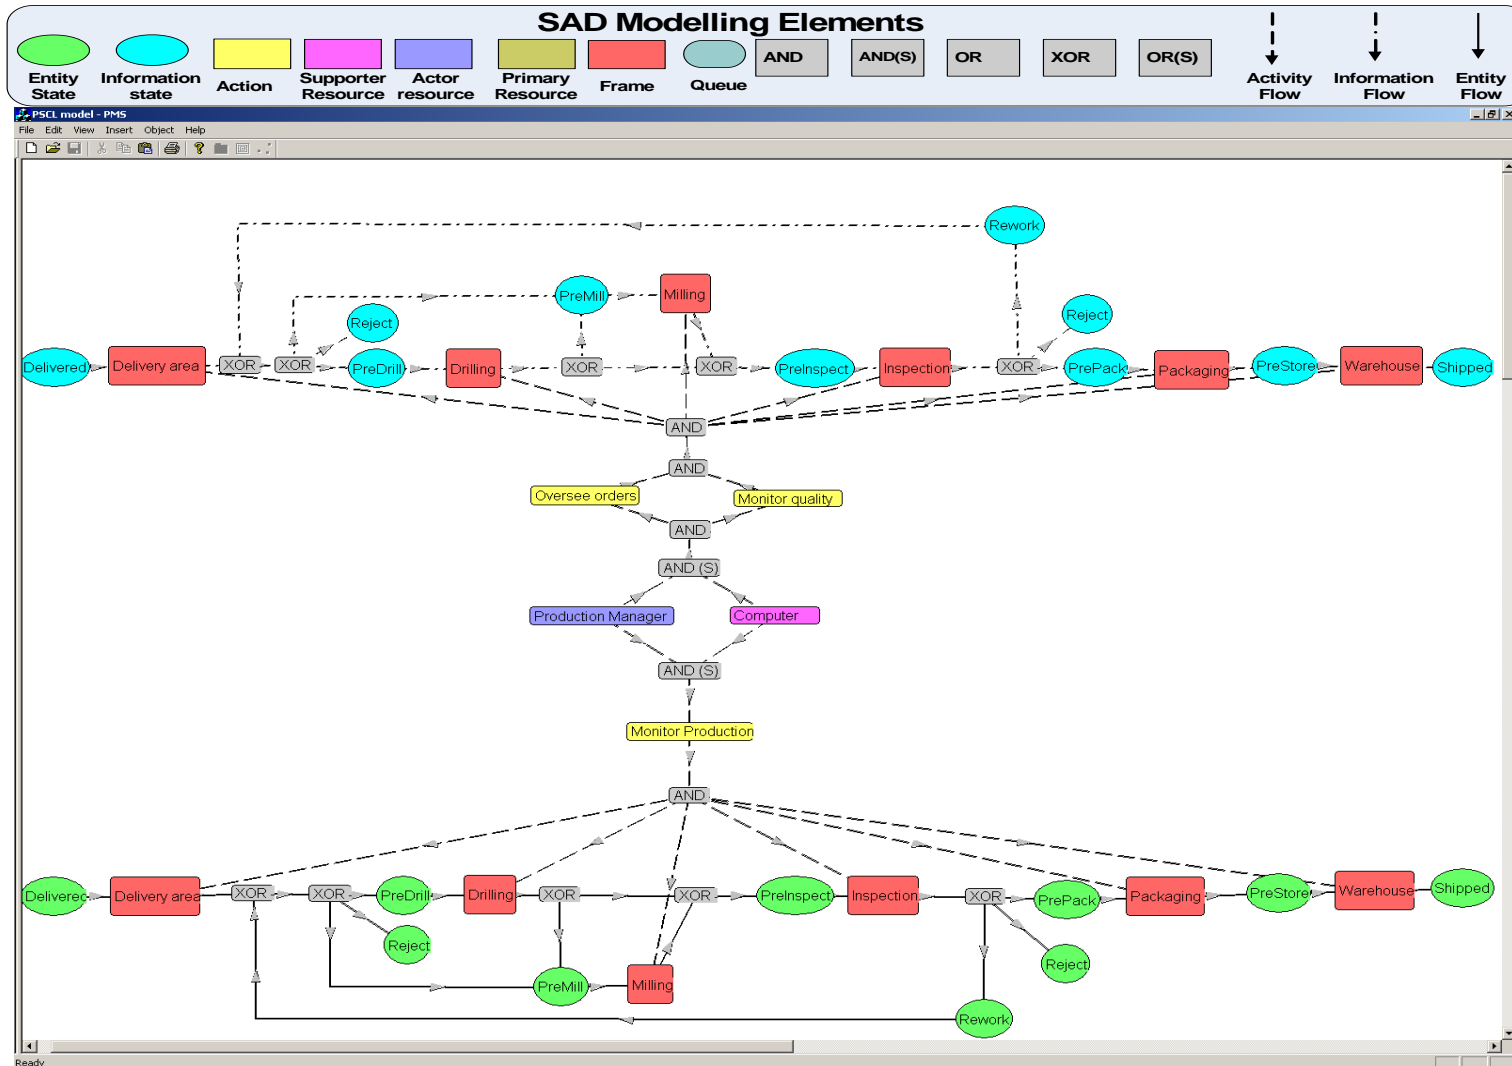 SAD Modelling Elements
Entity
State
Information
state
Action
Supporter
Resource
Actor
resource
Primary
Resource
Frame
Queue
AND
AND(S)
OR
XOR
OR(S)
Activity
Flow
Information
Flow
Entity
Flow
PSCL model - PMS
File Edit View Insert Object Help
Rework
PreMill
Milling
Reject
Reject
Delivered
Delivery area
XOR
XOR
PreDrill
Drilling
XOR
XOR
PreInspect
Inspection
XOR
PrePack
Packaging
PreStore
Warehouse
Shipped
AND
AND
Oversee orders
Monitor quality
AND
AND (S)
Production Manager
Computer
AND (S)
Monitor Production
AND
Delivered
Delivery area
XOR
XOR
PreDrill
Drilling
XOR
XOR
PreInspect
Inspection
XOR
PrePack
Packaging
PreStore
Warehouse
Shipped
Reject
Reject
PreMill
Milling
Rework
Ready